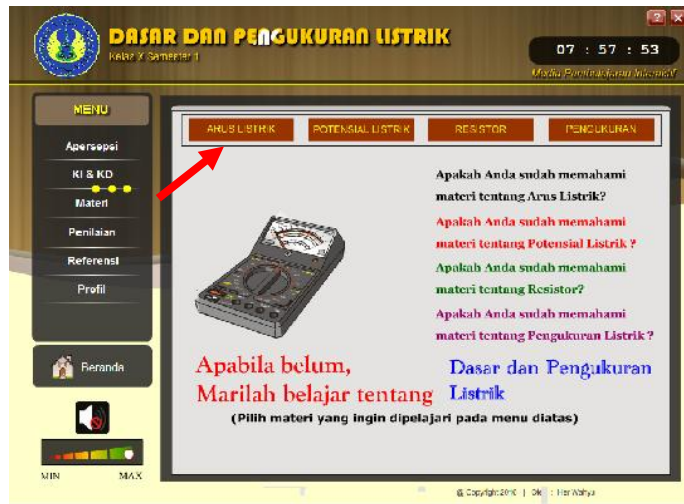 DASAR DAN PENGUKURAN LISTRIK
Kelas X Semester 1
07 : 57 : 53
Media Pembelajaran Interaktif
MENU
Apersepsi
KI & KD
Materi
Penilaian
Referensi
Profil
Beranda
MIN MAX
ARUS LISTRIK
POTENSIAL LISTRIK
RESISTOR
PENGUKURAN
Apakah Anda sudah memahami
materi tentang Arus Listrik?
Apakah Anda sudah memahami
materi tentang Potensial Listrik ?
Apakah Anda sudah memahami
materi tentang Resistor?
Apakah Anda sudah memahami
materi tentang Pengukuran Listrik ?
Apabila belum,
Marilah belajar tentang
Dasar dan Pengukuran
Listrik
(Pilih materi yang ingin dipelajari pada menu diatas)